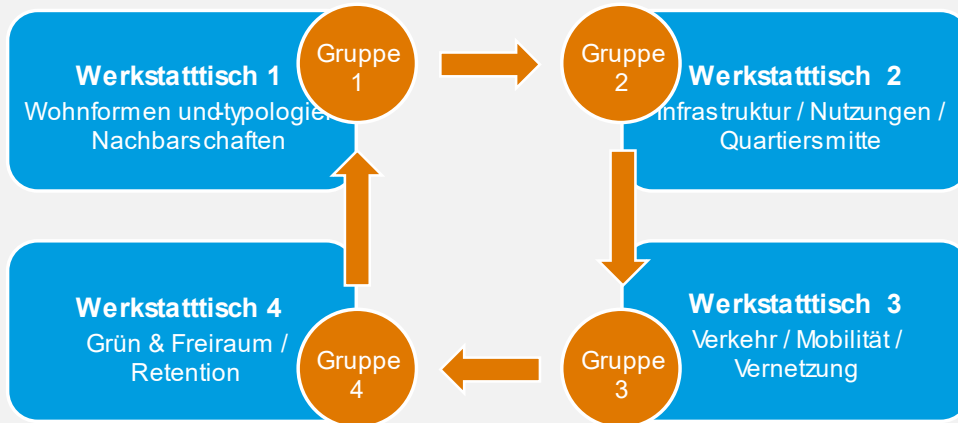 Werkstatttisch 1
Wohnformen und-typologien
Nachbarschaften
Gruppe
1
Gruppe
2
Werkstatttisch 2
Infrastruktur / Nutzungen /
Quartiersmitte
Werkstatttisch 4
Grün & Freiraum /
Retention
Gruppe
4
Gruppe
3
Werkstatttisch 3
Verkehr / Mobilität /
Vernetzung